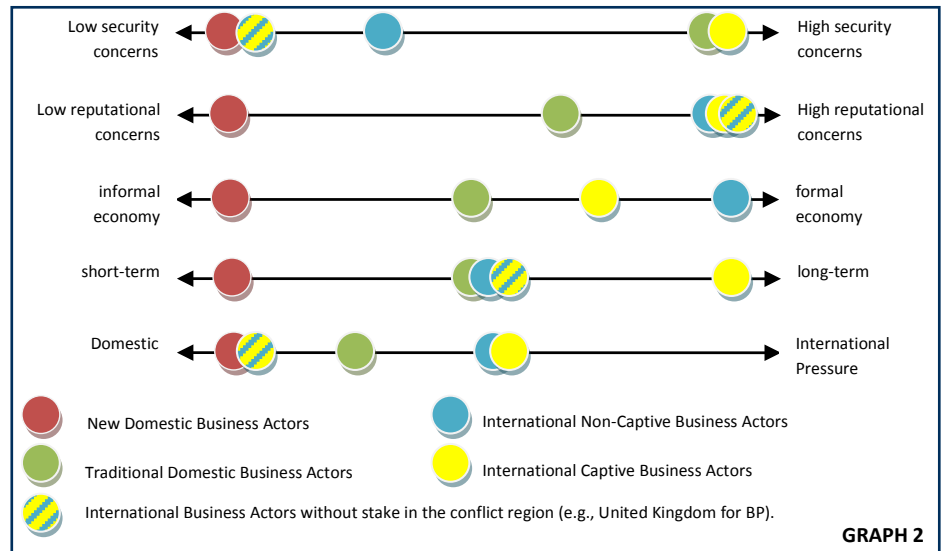 Low security
concerns
High security
concerns
Low reputational
concerns
High reputational
concerns
informal
economy
formal
economy
short-term
long-term
Domestic
International
Pressure
New Domestic Business Actors
International Non-Captive Business Actors
Traditional Domestic Business Actors
International Captive Business Actors
International Business Actors without stake in the conflict region (e.g., United Kingdom for BP).
GRAPH 2